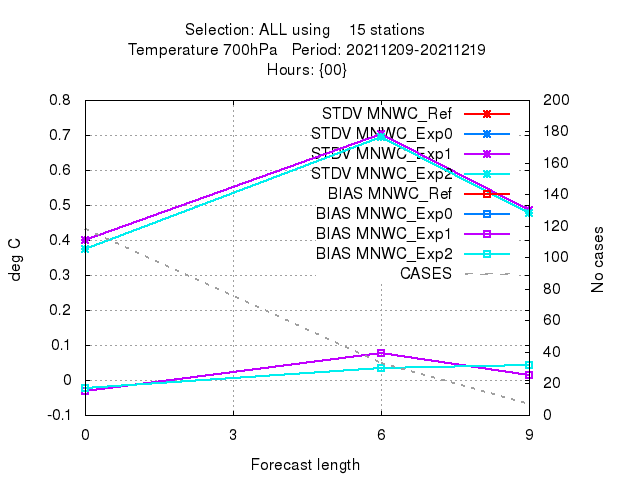 Selection: ALL using 15 stations
Temperature 700hPa Period: 20211209-20211219
Hours: {00}
0.8
0.7
0.6
0.5
0.4
0.3
0.2
0.1
0
-0.1
deg C
200
180
160
140
120
100
80
60
40
20
0
No cases
STDV MNWC_Ref
STDV MNWC_Exp0
STDV MNWC_Exp1
STDV MNWC_Exp2
BIAS MNWC_Ref
BIAS MNWC_Exp0
BIAS MNWC_Exp1
BIAS MNWC_Exp2
CASES
0 3 6 9
Forecast length